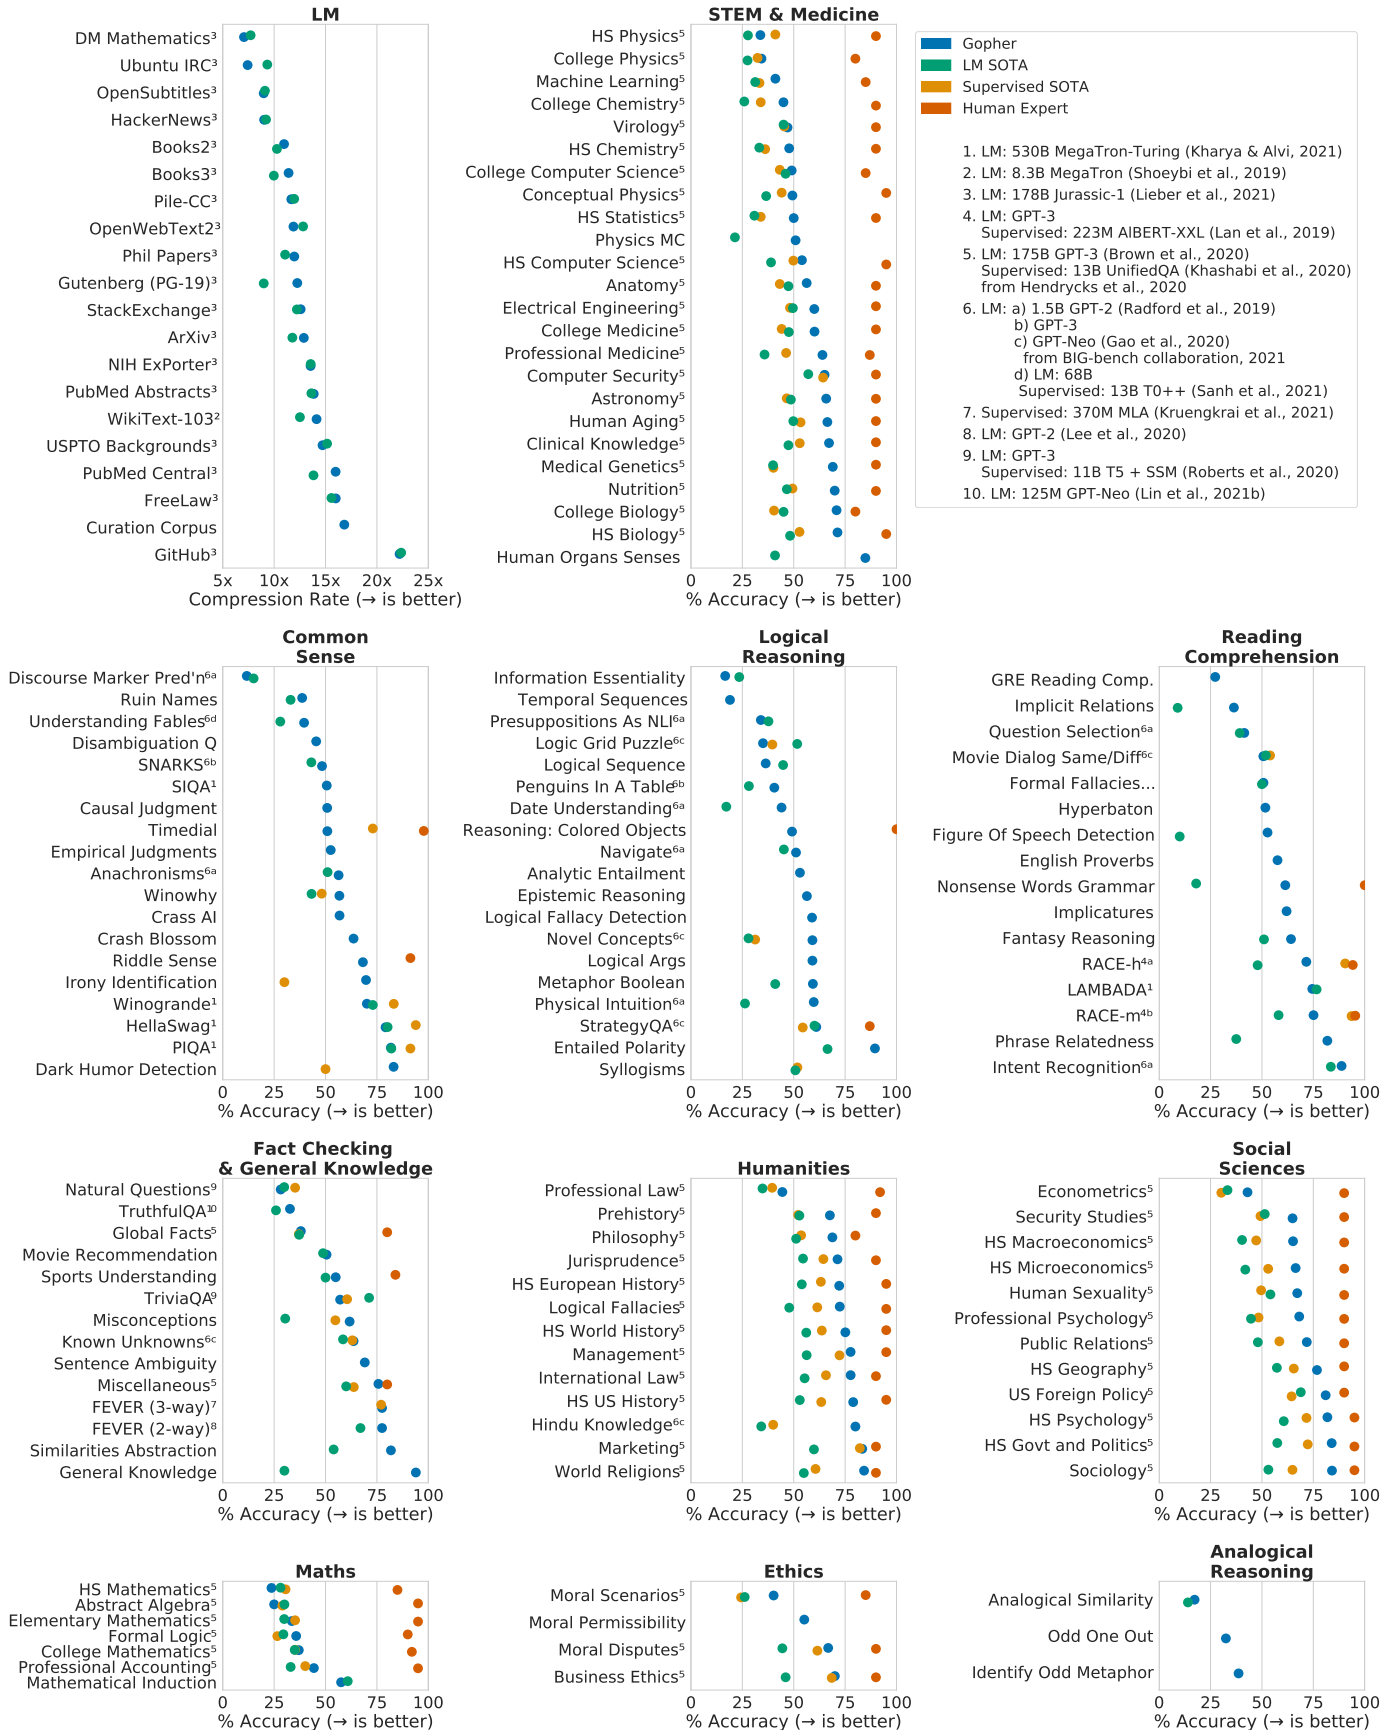 LM
DM Mathematics³
Ubuntu IRC³
OpenSubtitles³
HackerNews³
Books2³
Books3³
Pile-CC³
OpenWebText2³
Phil Papers³
Gutenberg (PG-19)³
StackExchange³
ArXiv³
NIH ExPorter³
PubMed Abstracts³
WikiText-103²
USPTO Backgrounds³
PubMed Central³
FreeLaw³
Curation Corpus
GitHub³
5x 10x 15x 20x 25x
Compression Rate (→ is better)
STEM & Medicine
HS Physics⁵
College Physics⁵
Machine Learning⁵
College Chemistry⁵
Virology⁵
HS Chemistry⁵
College Computer Science⁵
Conceptual Physics⁵
HS Statistics⁵
Physics MC
HS Computer Science⁵
Anatomy⁵
Electrical Engineering⁵
College Medicine⁵
Professional Medicine⁵
Computer Security⁵
Astronomy⁵
Human Aging⁵
Clinical Knowledge⁵
Medical Genetics⁵
Nutrition⁵
College Biology⁵
HS Biology⁵
Human Organs Senses
0 25 50 75 100
% Accuracy (→ is better)
Gopher
LM SOTA
Supervised SOTA
Human Expert
1. LM: 530B MegaTron-Turing (Kharya & Alvi, 2021)
2. LM: 8.3B MegaTron (Shoeybi et al., 2019)
3. LM: 178B Jurassic-1 (Lieber et al., 2021)
4. LM: GPT-3
Supervised: 223M AlBERT-XXL (Lan et al., 2019)
5. LM: 175B GPT-3 (Brown et al., 2020)
Supervised: 13B UnifiedQA (Khashabi et al., 2020)
from Hendrycks et al., 2020
6. LM: a) 1.5B GPT-2 (Radford et al., 2019)
b) GPT-3
c) GPT-Neo (Gao et al., 2020)
from BIG-bench collaboration, 2021
d) LM: 68B
Supervised: 13B T0++ (Sanh et al., 2021)
7. Supervised: 370M MLA (Kruengkrai et al., 2021)
8. LM: GPT-2 (Lee et al., 2020)
9. LM: GPT-3
Supervised: 11B T5 + SSM (Roberts et al., 2020)
10. LM: 125M GPT-Neo (Lin et al., 2021b)
Common
Sense
Discourse Marker Pred'n⁶ᵃ
Ruin Names
Understanding Fables⁶ᵈ
Disambiguation Q
SNARKS⁶ᵇ
SIQA¹
Causal Judgment
Timedial
Empirical Judgments
Anachronisms⁶ᵃ
Winowhy
Crass AI
Crash Blossom
Riddle Sense
Irony Identification
Winogrande¹
HellaSwag¹
PIQA¹
Dark Humor Detection
0 25 50 75 100
% Accuracy (→ is better)
Logical
Reasoning
Information Essentiality
Temporal Sequences
Presuppositions As NLI⁶ᵃ
Logic Grid Puzzle⁶ᶜ
Logical Sequence
Penguins In A Table⁶ᵇ
Date Understanding⁶ᵃ
Reasoning: Colored Objects
Navigate⁶ᵃ
Analytic Entailment
Epistemic Reasoning
Logical Fallacy Detection
Novel Concepts⁶ᶜ
Logical Args
Metaphor Boolean
Physical Intuition⁶ᵃ
StrategyQA⁶ᶜ
Entailed Polarity
Syllogisms
0 25 50 75 100
% Accuracy (→ is better)
Reading
Comprehension
GRE Reading Comp.
Implicit Relations
Question Selection⁶ᵃ
Movie Dialog Same/Diff⁶ᶜ
Formal Fallacies...
Hyperbaton
Figure Of Speech Detection
English Proverbs
Nonsense Words Grammar
Implicatures
Fantasy Reasoning
RACE-h⁴ᵃ
LAMBADA¹
RACE-m⁴ᵇ
Phrase Relatedness
Intent Recognition⁶ᵃ
0 25 50 75 100
% Accuracy (→ is better)
Fact Checking
& General Knowledge
Natural Questions⁹
TruthfulQA¹⁰
Global Facts⁵
Movie Recommendation
Sports Understanding
TriviaQA⁹
Misconceptions
Known Unknowns⁶ᶜ
Sentence Ambiguity
Miscellaneous⁵
FEVER (3-way)⁷
FEVER (2-way)⁸
Similarities Abstraction
General Knowledge
0 25 50 75 100
% Accuracy (→ is better)
Humanities
Professional Law⁵
Prehistory⁵
Philosophy⁵
Jurisprudence⁵
HS European History⁵
Logical Fallacies⁵
HS World History⁵
Management⁵
International Law⁵
HS US History⁵
Hindu Knowledge⁶ᶜ
Marketing⁵
World Religions⁵
0 25 50 75 100
% Accuracy (→ is better)
Social
Sciences
Econometrics⁵
Security Studies⁵
HS Macroeconomics⁵
HS Microeconomics⁵
Human Sexuality⁵
Professional Psychology⁵
Public Relations⁵
HS Geography⁵
US Foreign Policy⁵
HS Psychology⁵
HS Govt and Politics⁵
Sociology⁵
0 25 50 75 100
% Accuracy (→ is better)
Maths
HS Mathematics⁵
Abstract Algebra⁵
Elementary Mathematics⁵
Formal Logic⁵
College Mathematics⁵
Professional Accounting⁵
Mathematical Induction
0 25 50 75 100
% Accuracy (→ is better)
Ethics
Moral Scenarios⁵
Moral Permissibility
Moral Disputes⁵
Business Ethics⁵
0 25 50 75 100
% Accuracy (→ is better)
Analogical
Reasoning
Analogical Similarity
Odd One Out
Identify Odd Metaphor
0 25 50 75 100
% Accuracy (→ is better)